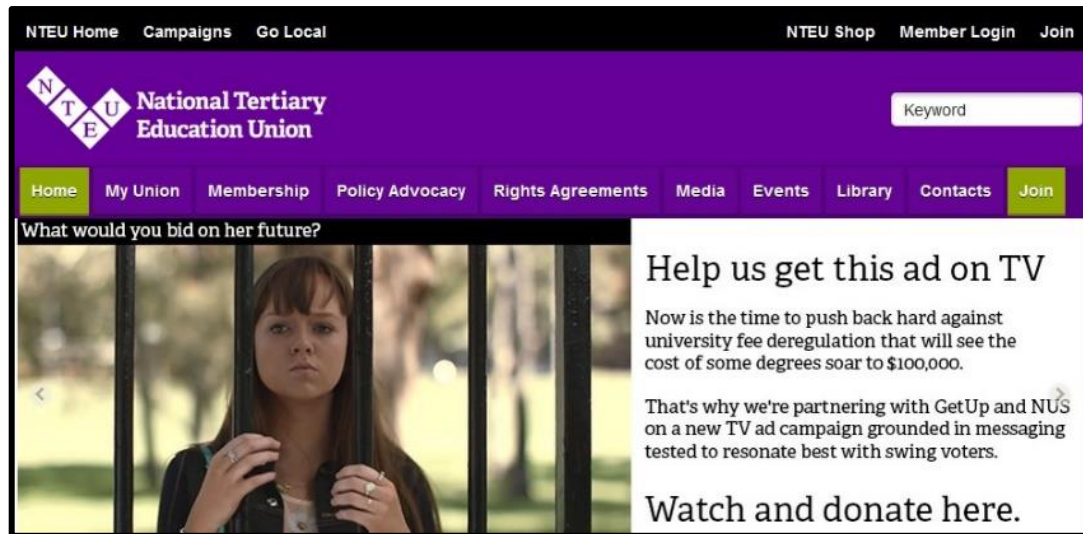 NTEU Home Campaigns Go Local NTEU Shop Member Login Join
N T E U
National Tertiary
Education Union
Keyword
Home My Union Membership Policy Advocacy Rights Agreements Media Events Library Contacts Join
What would you bid on her future?
Help us get this ad on TV
Now is the time to push back hard against
university fee deregulation that will see the
cost of some degrees soar to $100,000.
That's why we're partnering with GetUp and NUS
on a new TV ad campaign grounded in messaging
tested to resonate best with swing voters.
Watch and donate here.